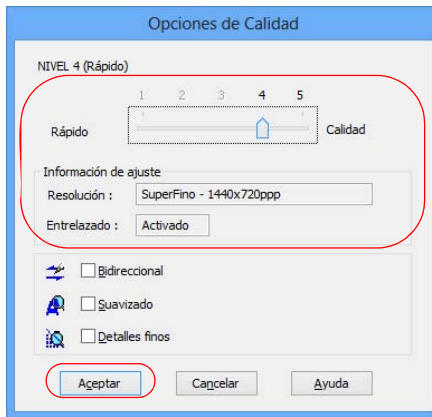 Opciones de Calidad
NIVEL 4 (Rápido)
1 2 3 4 5
Rápido Calidad
Información de ajuste
Resolución : SuperFino - 1440x720ppp
Entrelazado : Activado
Bidireccional
Suavizado
Detalles finos
Aceptar Cancelar Ayuda